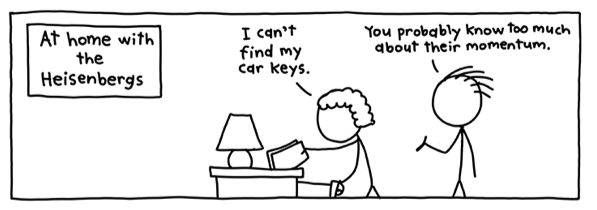 At home with
the
Heisenbergs
I can't
find my
car keys.
You probably know too much
about their momentum.